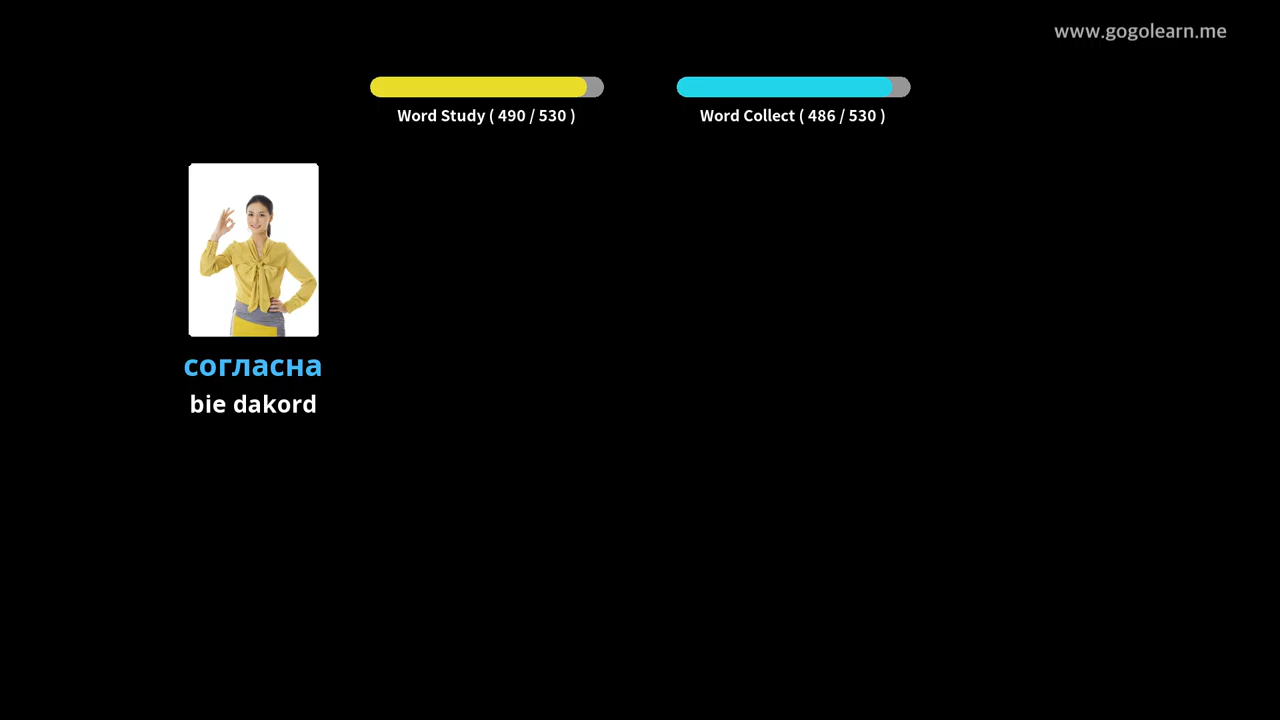 www.gogolearn.me
Word Study ( 490 / 530 )
Word Collect ( 486 / 530 )
согласна
bie dakord